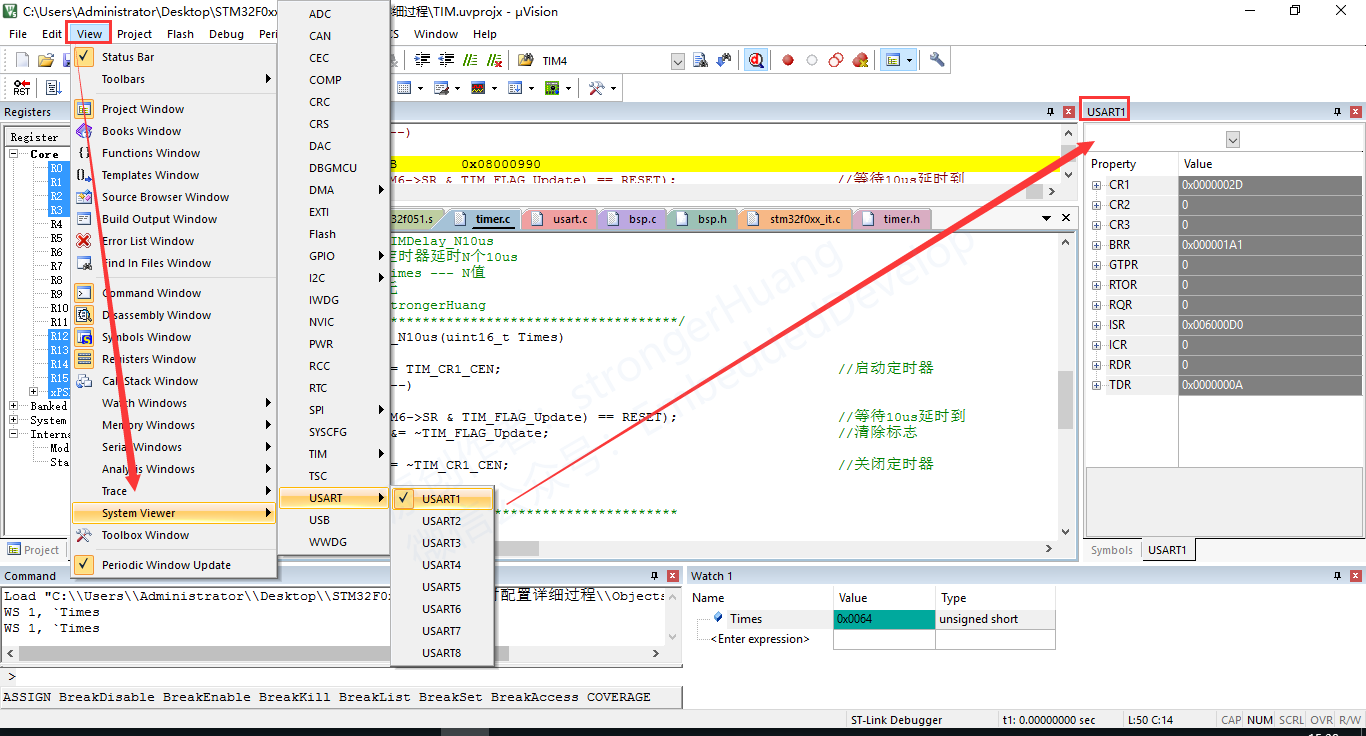 C:\Users\Administrator\Desktop\STM32F0xx 细过程\TIM.uvprojx - µVision
File Edit View Project Flash Debug Peri CS Window Help
TIM4
RST
Status Bar
Toolbars
Project Window
Books Window
Functions Window
Templates Window
Source Browser Window
Build Output Window
Error List Window
Find In Files Window
Command Window
Disassembly Window
Symbols Window
Registers Window
Call Stack Window
Watch Windows
Memory Windows
Serial Windows
Analysis Windows
Trace
System Viewer
Toolbox Window
Periodic Window Update
ADC
CAN
CEC
COMP
CRC
CRS
DAC
DBGMCU
DMA
EXTI
Flash
GPIO
I2C
IWDG
NVIC
PWR
RCC
RTC
SPI
SYSCFG
TIM
TSC
USART
USB
WWDG
USART1
USART2
USART3
USART4
USART5
USART6
USART7
USART8
Registers
Register
Core
R0
R1
R2
R3
R4
R5
R6
R7
R8
R9
R10
R11
R12
R13
R14
R15
xPS
Banked
System
Interna
Mod
Sta
Project
--)
B 0x08000990
M6->SR & TIM_FLAG_Update) == RESET); //等待10us延时到
32f051.s timer.c usart.c bsp.c bsp.h stm32f0xx_it.c timer.h
TIMDelay_N10us
定时器延时N个10us
Times --- N值
无
strongerHuang
**************************************/
_N10us(uint16_t Times)
= TIM_CR1_CEN; //启动定时器
--)
M6->SR & TIM_FLAG_Update) == RESET); //等待10us延时到
&= ~TIM_FLAG_Update; //清除标志
= ~TIM_CR1_CEN; //关闭定时器
strongerHuang
USART1
Property Value
CR1 0x0000002D
CR2 0
CR3 0
BRR 0x000001A1
GTPR 0
RTOR 0
RQR 0
ISR 0x006000D0
ICR 0
RDR 0
TDR 0x0000000A
Symbols USART1
Command
Load "C:\\Users\\Administrator\\Desktop\\STM32F0x 时配置详细过程\\Objects
WS 1, `Times
WS 1, `Times
>
ASSIGN BreakDisable BreakEnable BreakKill BreakList BreakSet BreakAccess COVERAGE
Watch 1
Name Value Type
Times 0x0064 unsigned short
<Enter expression>
ST-Link Debugger t1: 0.00000000 sec L:50 C:14 CAP NUM SCRL OVR R/W